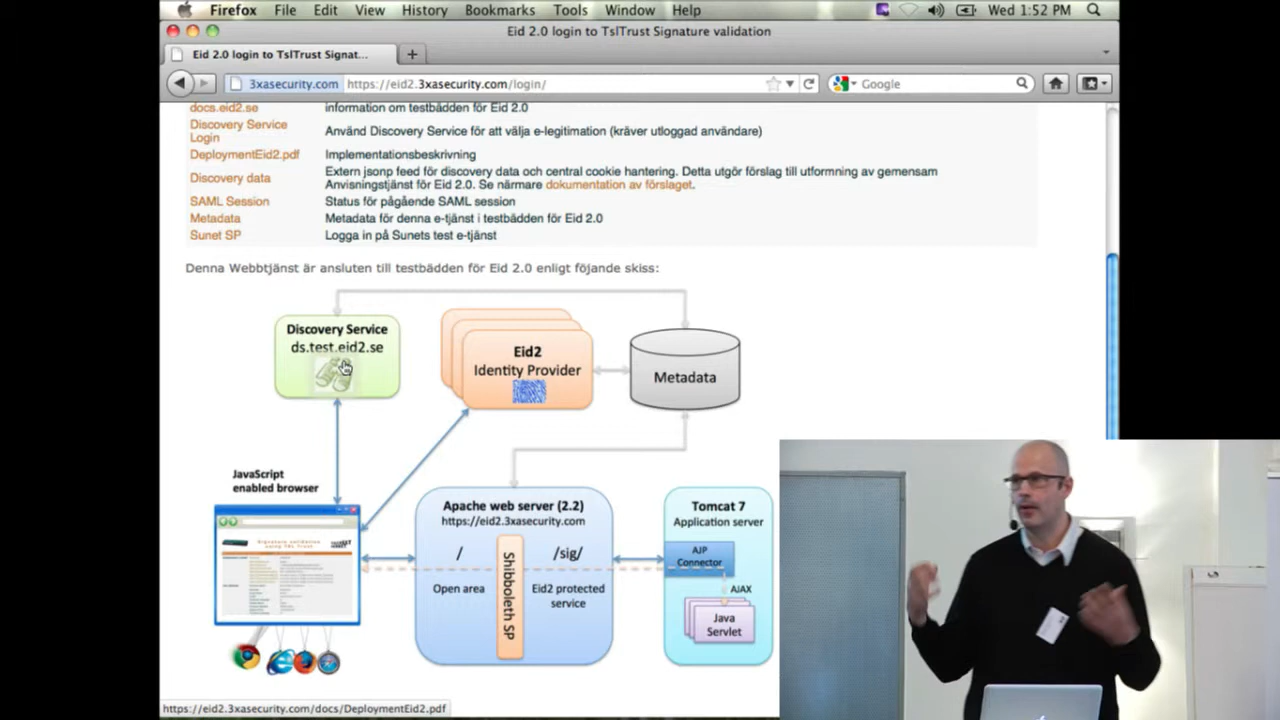 Firefox File Edit View History Bookmarks Tools Window Help Wed 1:52 PM
Eid 2.0 login to TslTrust Signature validation
Eid 2.0 login to TslTrust Signat...
3xasecurity.com https://eid2.3xasecurity.com/login/ Google
docs.eid2.se information om testbädden för Eid 2.0
Discovery Service Login Använd Discovery Service för att välja e-legitimation (kräver utloggad användare)
DeploymentEid2.pdf Implementationsbeskrivning
Discovery data Extern jsonp feed för discovery data och central cookie hantering. Detta utgör förslag till utformning av gemensam
Anvisningstjänst för Eid 2.0. Se närmare dokumentation av förslaget.
SAML Session Status för pågående SAML session
Metadata Metadata för denna e-tjänst i testbädden för Eid 2.0
Sunet SP Logga in på Sunets test e-tjänst
Denna Webbtjänst är ansluten till testbädden för Eid 2.0 enligt föjande skiss:
Discovery Service
ds.test.eid2.se
Eid2
Identity Provider
Metadata
JavaScript
enabled browser
Signature validation
Apache web server (2.2)
https://eid2.3xasecurity.com
/ /sig/
Open area
Shibboleth SP
Eid2 protected
service
Tomcat 7
Application server
AJP
Connector
AJAX
Java
Servlet
https://eid2.3xasecurity.com/docs/DeploymentEid2.pdf